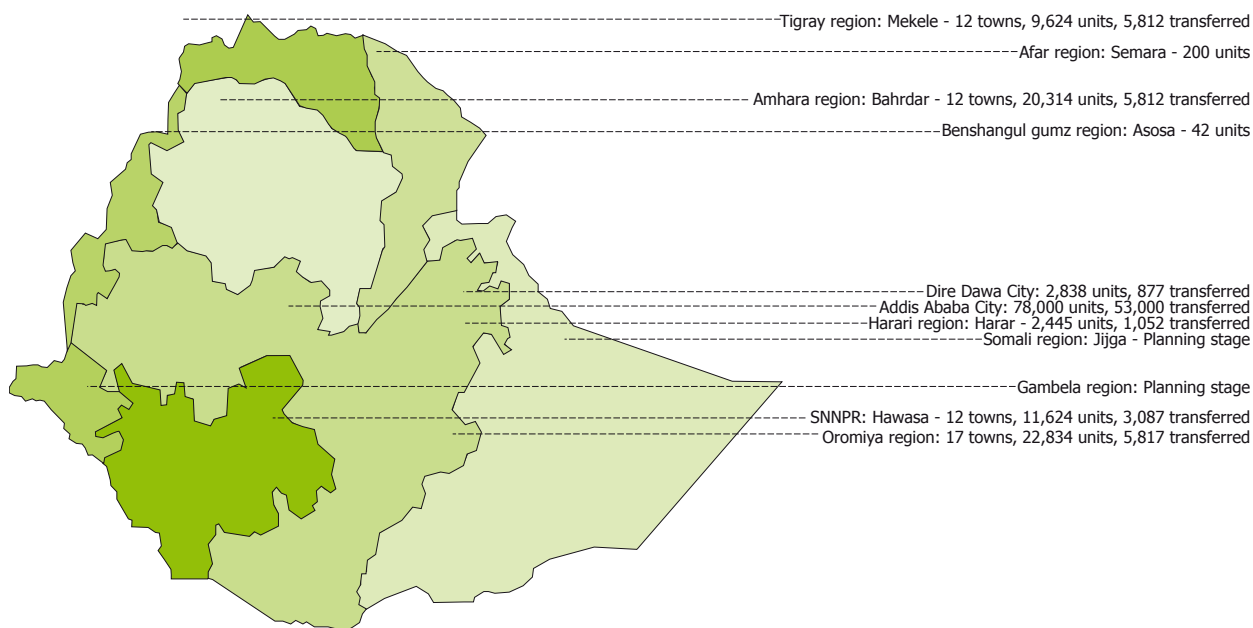 Tigray region: Mekele - 12 towns, 9,624 units, 5,812 transferred
Afar region: Semara - 200 units
Amhara region: Bahrdar - 12 towns, 20,314 units, 5,812 transferred
Benshangul gumz region: Asosa - 42 units
Dire Dawa City: 2,838 units, 877 transferred
Addis Ababa City: 78,000 units, 53,000 transferred
Harari region: Harar - 2,445 units, 1,052 transferred
Somali region: Jijga - Planning stage
Gambela region: Planning stage
SNNPR: Hawasa - 12 towns, 11,624 units, 3,087 transferred
Oromiya region: 17 towns, 22,834 units, 5,817 transferred